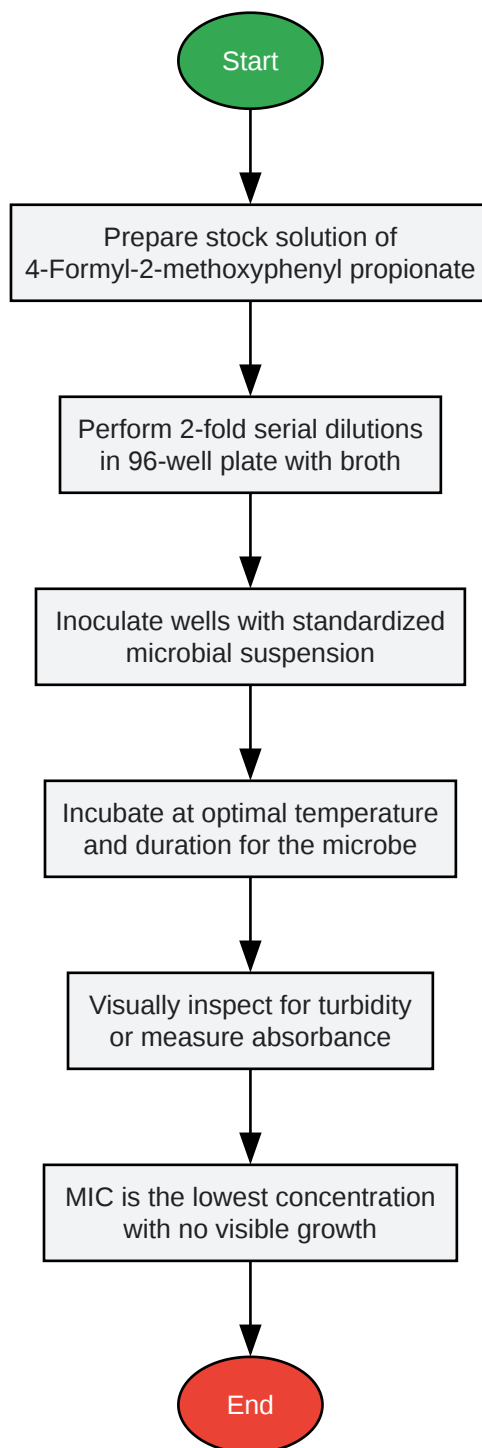 Start
Prepare stock solution of
4-Formyl-2-methoxyphenyl propionate
Perform 2-fold serial dilutions
in 96-well plate with broth
Inoculate wells with standardized
microbial suspension
Incubate at optimal temperature
and duration for the microbe
Visually inspect for turbidity
or measure absorbance
MIC is the lowest concentration
with no visible growth
End